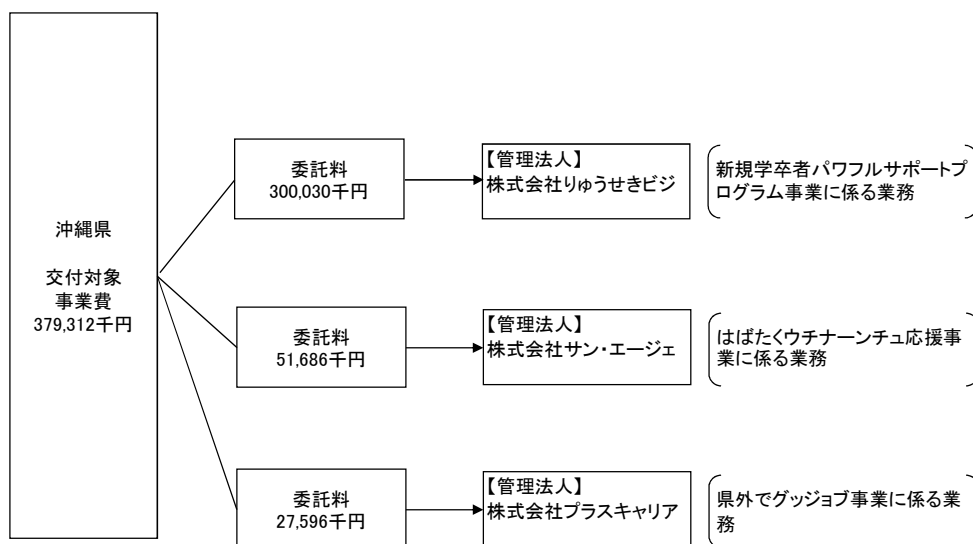 沖縄県
交付対象
事業費
379,312千円
委託料
300,030千円
【管理法人】
株式会社りゅうせきビジ
新規学卒者パワフルサポートプ
ログラム事業に係る業務
委託料
51,686千円
【管理法人】
株式会社サン・エージェ
はばたくウチナーンチュ応援事
業に係る業務
委託料
27,596千円
【管理法人】
株式会社プラスキャリア
県外でグッジョブ事業に係る業
務